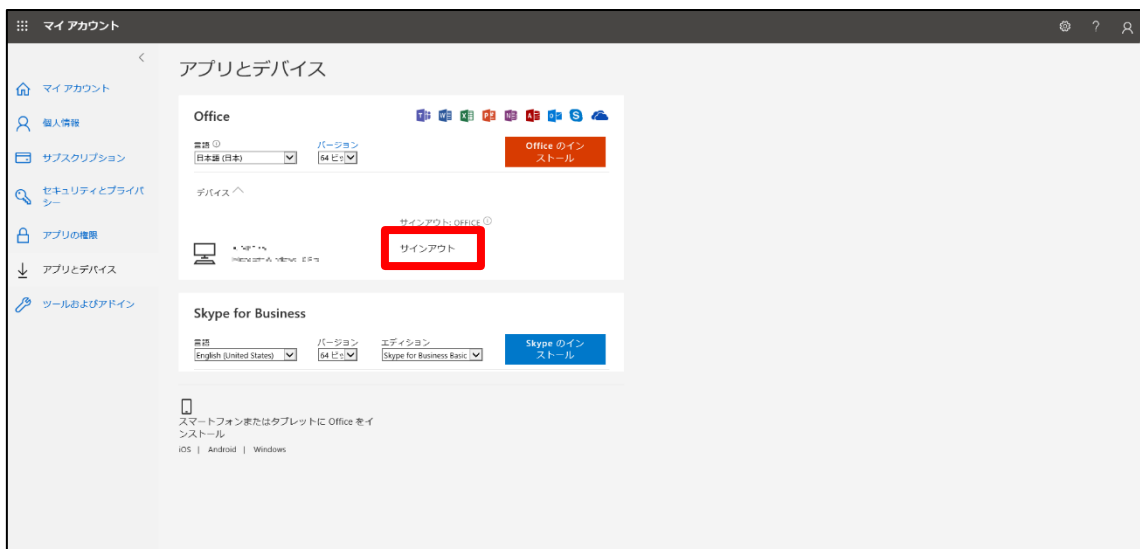 マイ アカウント
?
マイ アカウント
個人情報
サブスクリプション
セキュリティとプライバ
シー
アプリの権限
アプリとデバイス
ツールおよびアドイン
アプリとデバイス
Office
言語
バージョン
日本語 (日本)
64 ビッ
Office のイン
ストール
デバイス
サインアウト: OFFICE
サインアウト
Skype for Business
言語
バージョン
エディション
English (United States)
64 ビッ
Skype for Business Basic
Skype のイン
ストール
スマートフォンまたはタブレットに Office をイ
ンストール
iOS | Android | Windows